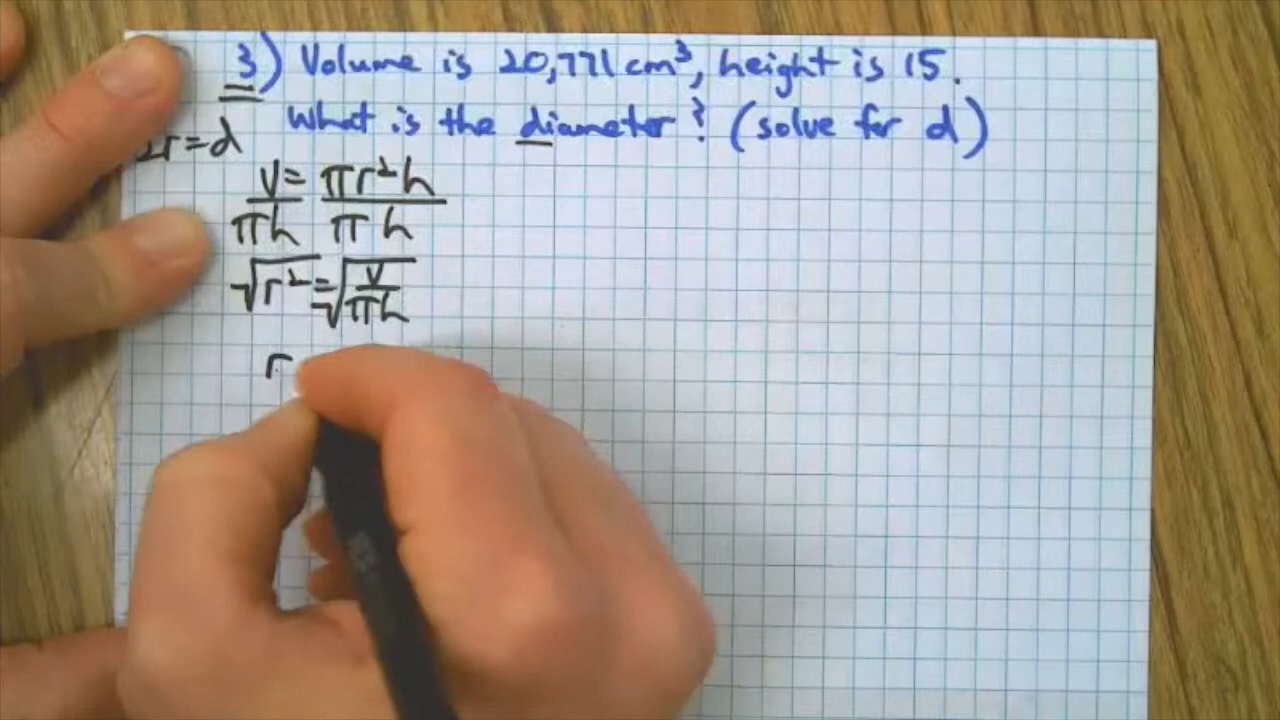 3) Volume is 20,771 cm³, height is 15.
What is the diameter? (solve for d)
2r=d
V= πr²h
πh πh
√r² = √V/πh
r